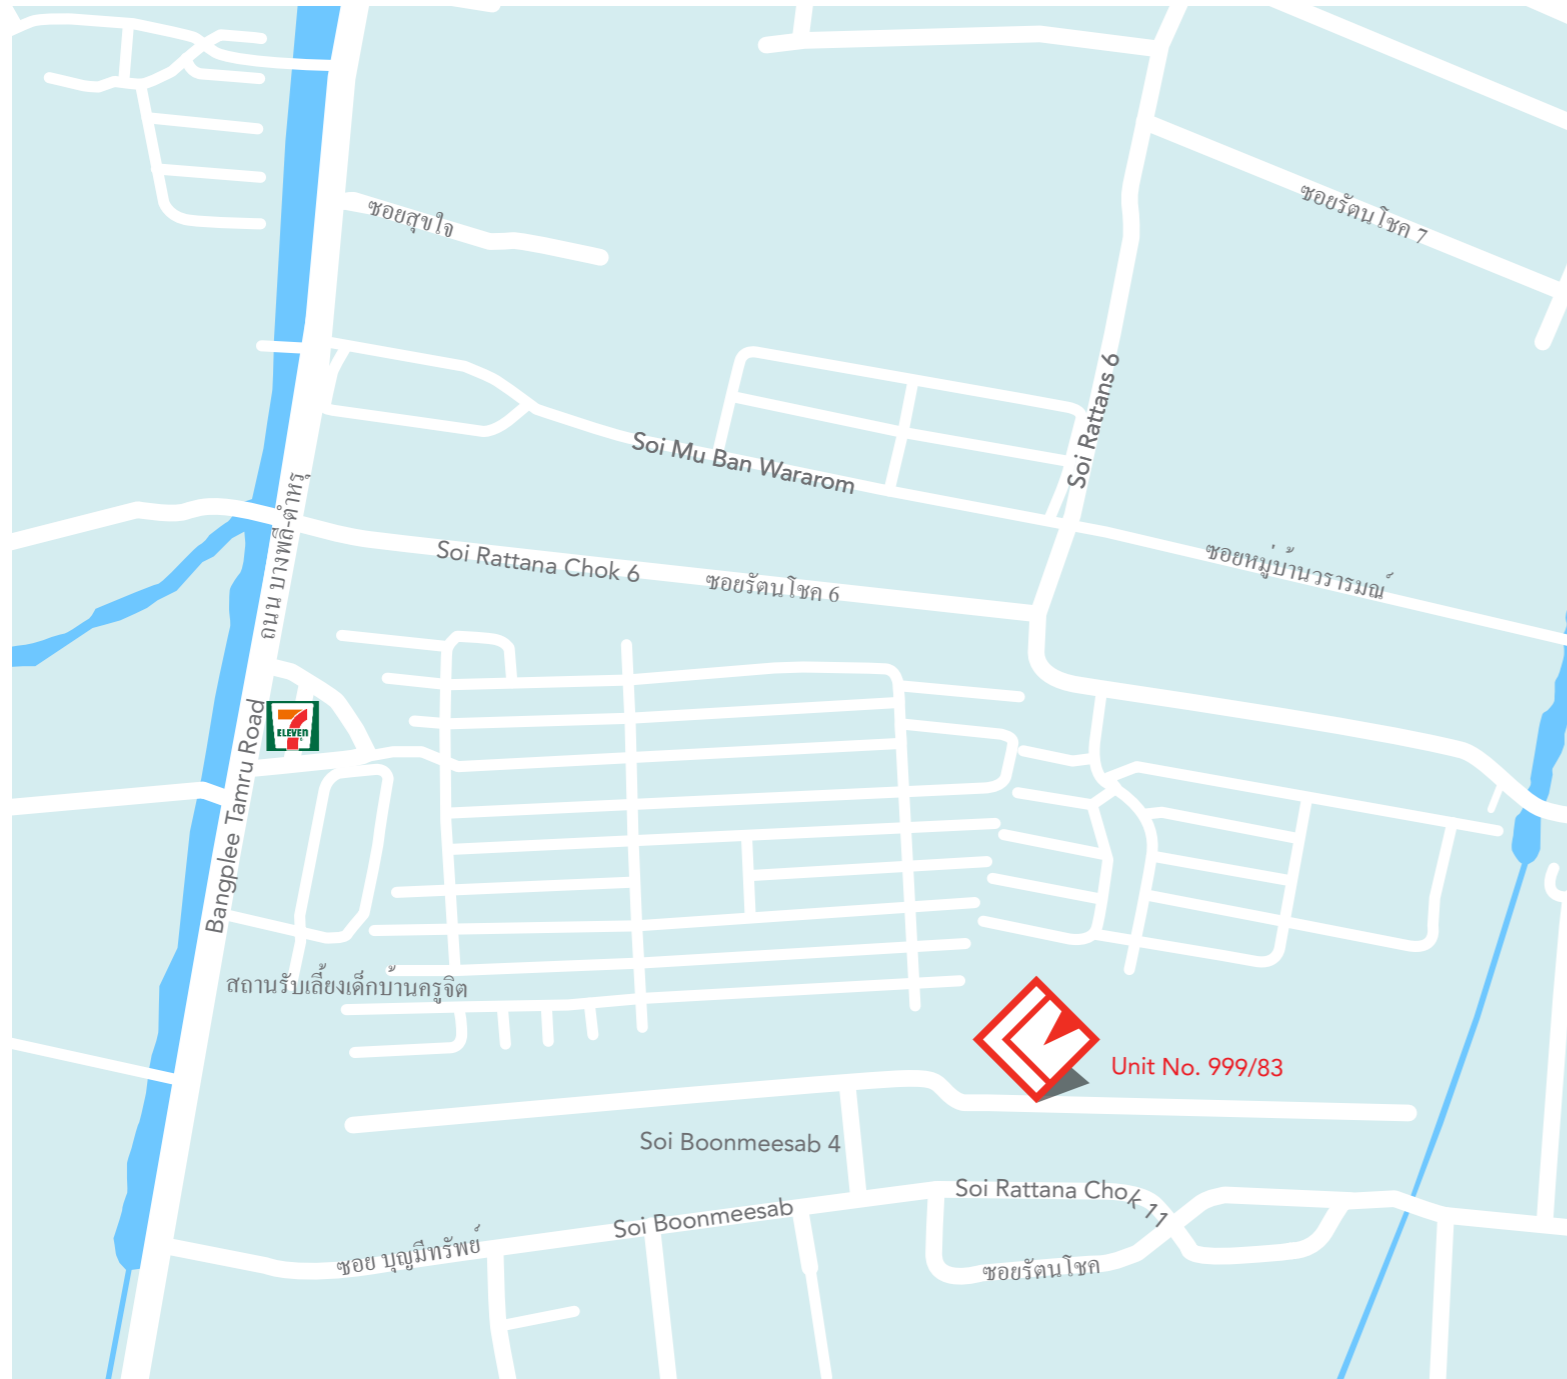 ซอยสุขใจ
ซอยรัตนโชค 7
Soi Rattans 6
Soi Mu Ban Wararom
ถนน บางพลี-ตำหรุ
Soi Rattana Chok 6
ซอยรัตนโชค 6
ซอยหมู่บ้านวรารมณ์
Bangplee Tamru Road
7
ELEVEN
สถานรับเลี้ยงเด็กบ้านครูจิต
Unit No. 999/83
Soi Boonmeesab 4
Soi Rattana Chok 11
Soi Boonmeesab
ซอย บุญมีทรัพย์
ซอยรัตนโชค